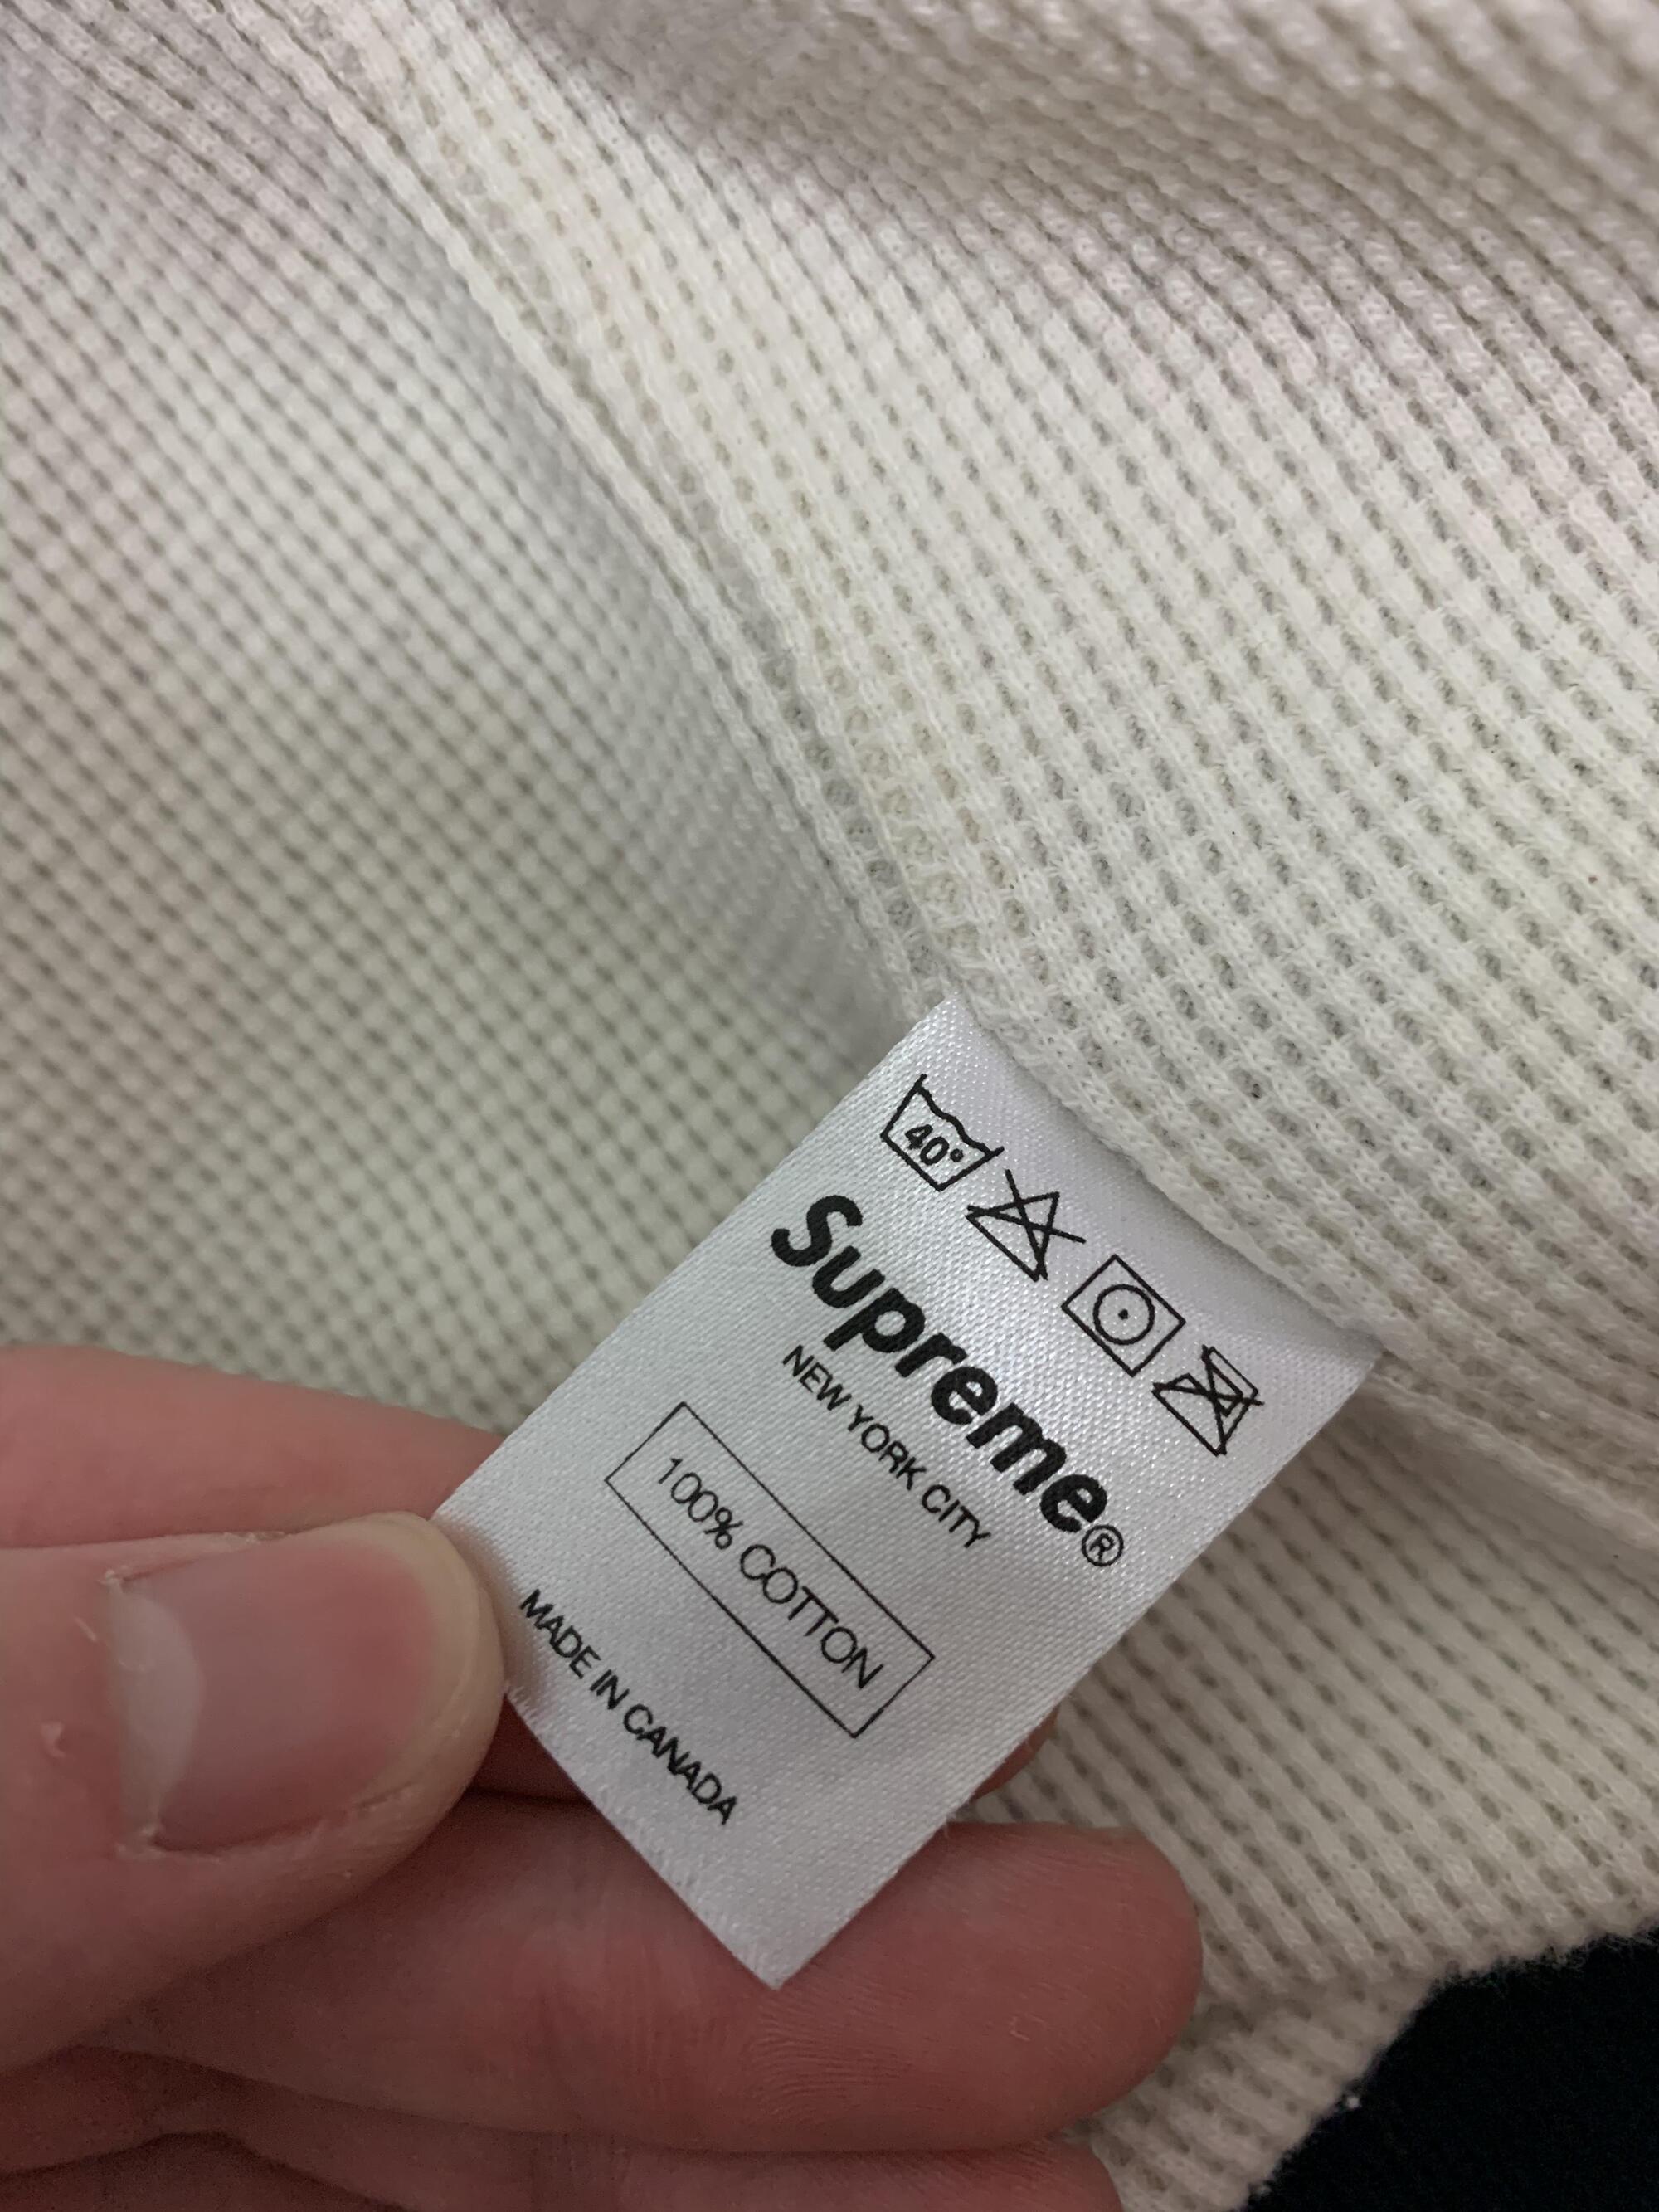 40°
Supreme®
NEW YORK CITY
100% COTTON
MADE IN CANADA